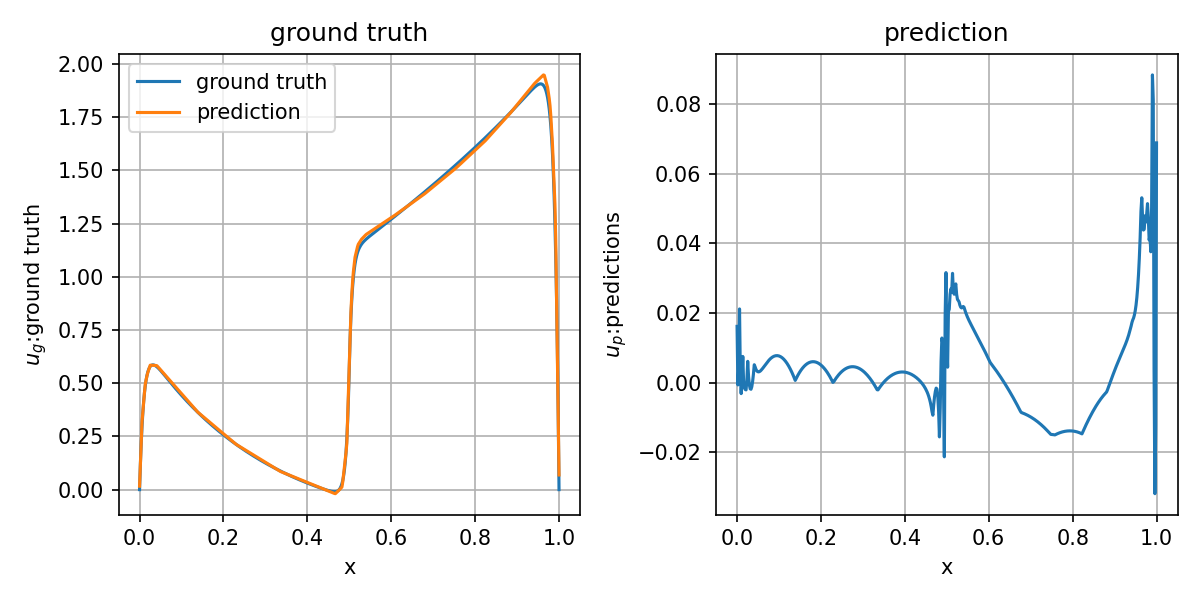 ground truth
2.00
1.75
1.50
1.25
1.00
0.75
0.50
0.25
0.00
u_g:ground truth
ground truth
prediction
0.0 0.2 0.4 0.6 0.8 1.0
x
prediction
0.08
0.06
0.04
0.02
0.00
−0.02
u_p:predictions
0.0 0.2 0.4 0.6 0.8 1.0
x